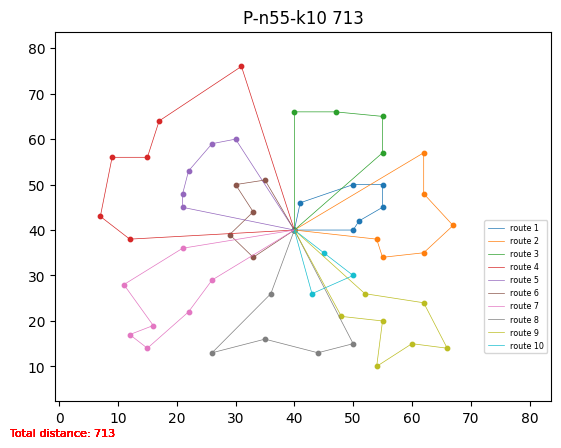 P-n55-k10 713
80
70
60
50
40
30
20
10
0 10 20 30 40 50 60 70 80
route 1
route 2
route 3
route 4
route 5
route 6
route 7
route 8
route 9
route 10
Total distance: 713